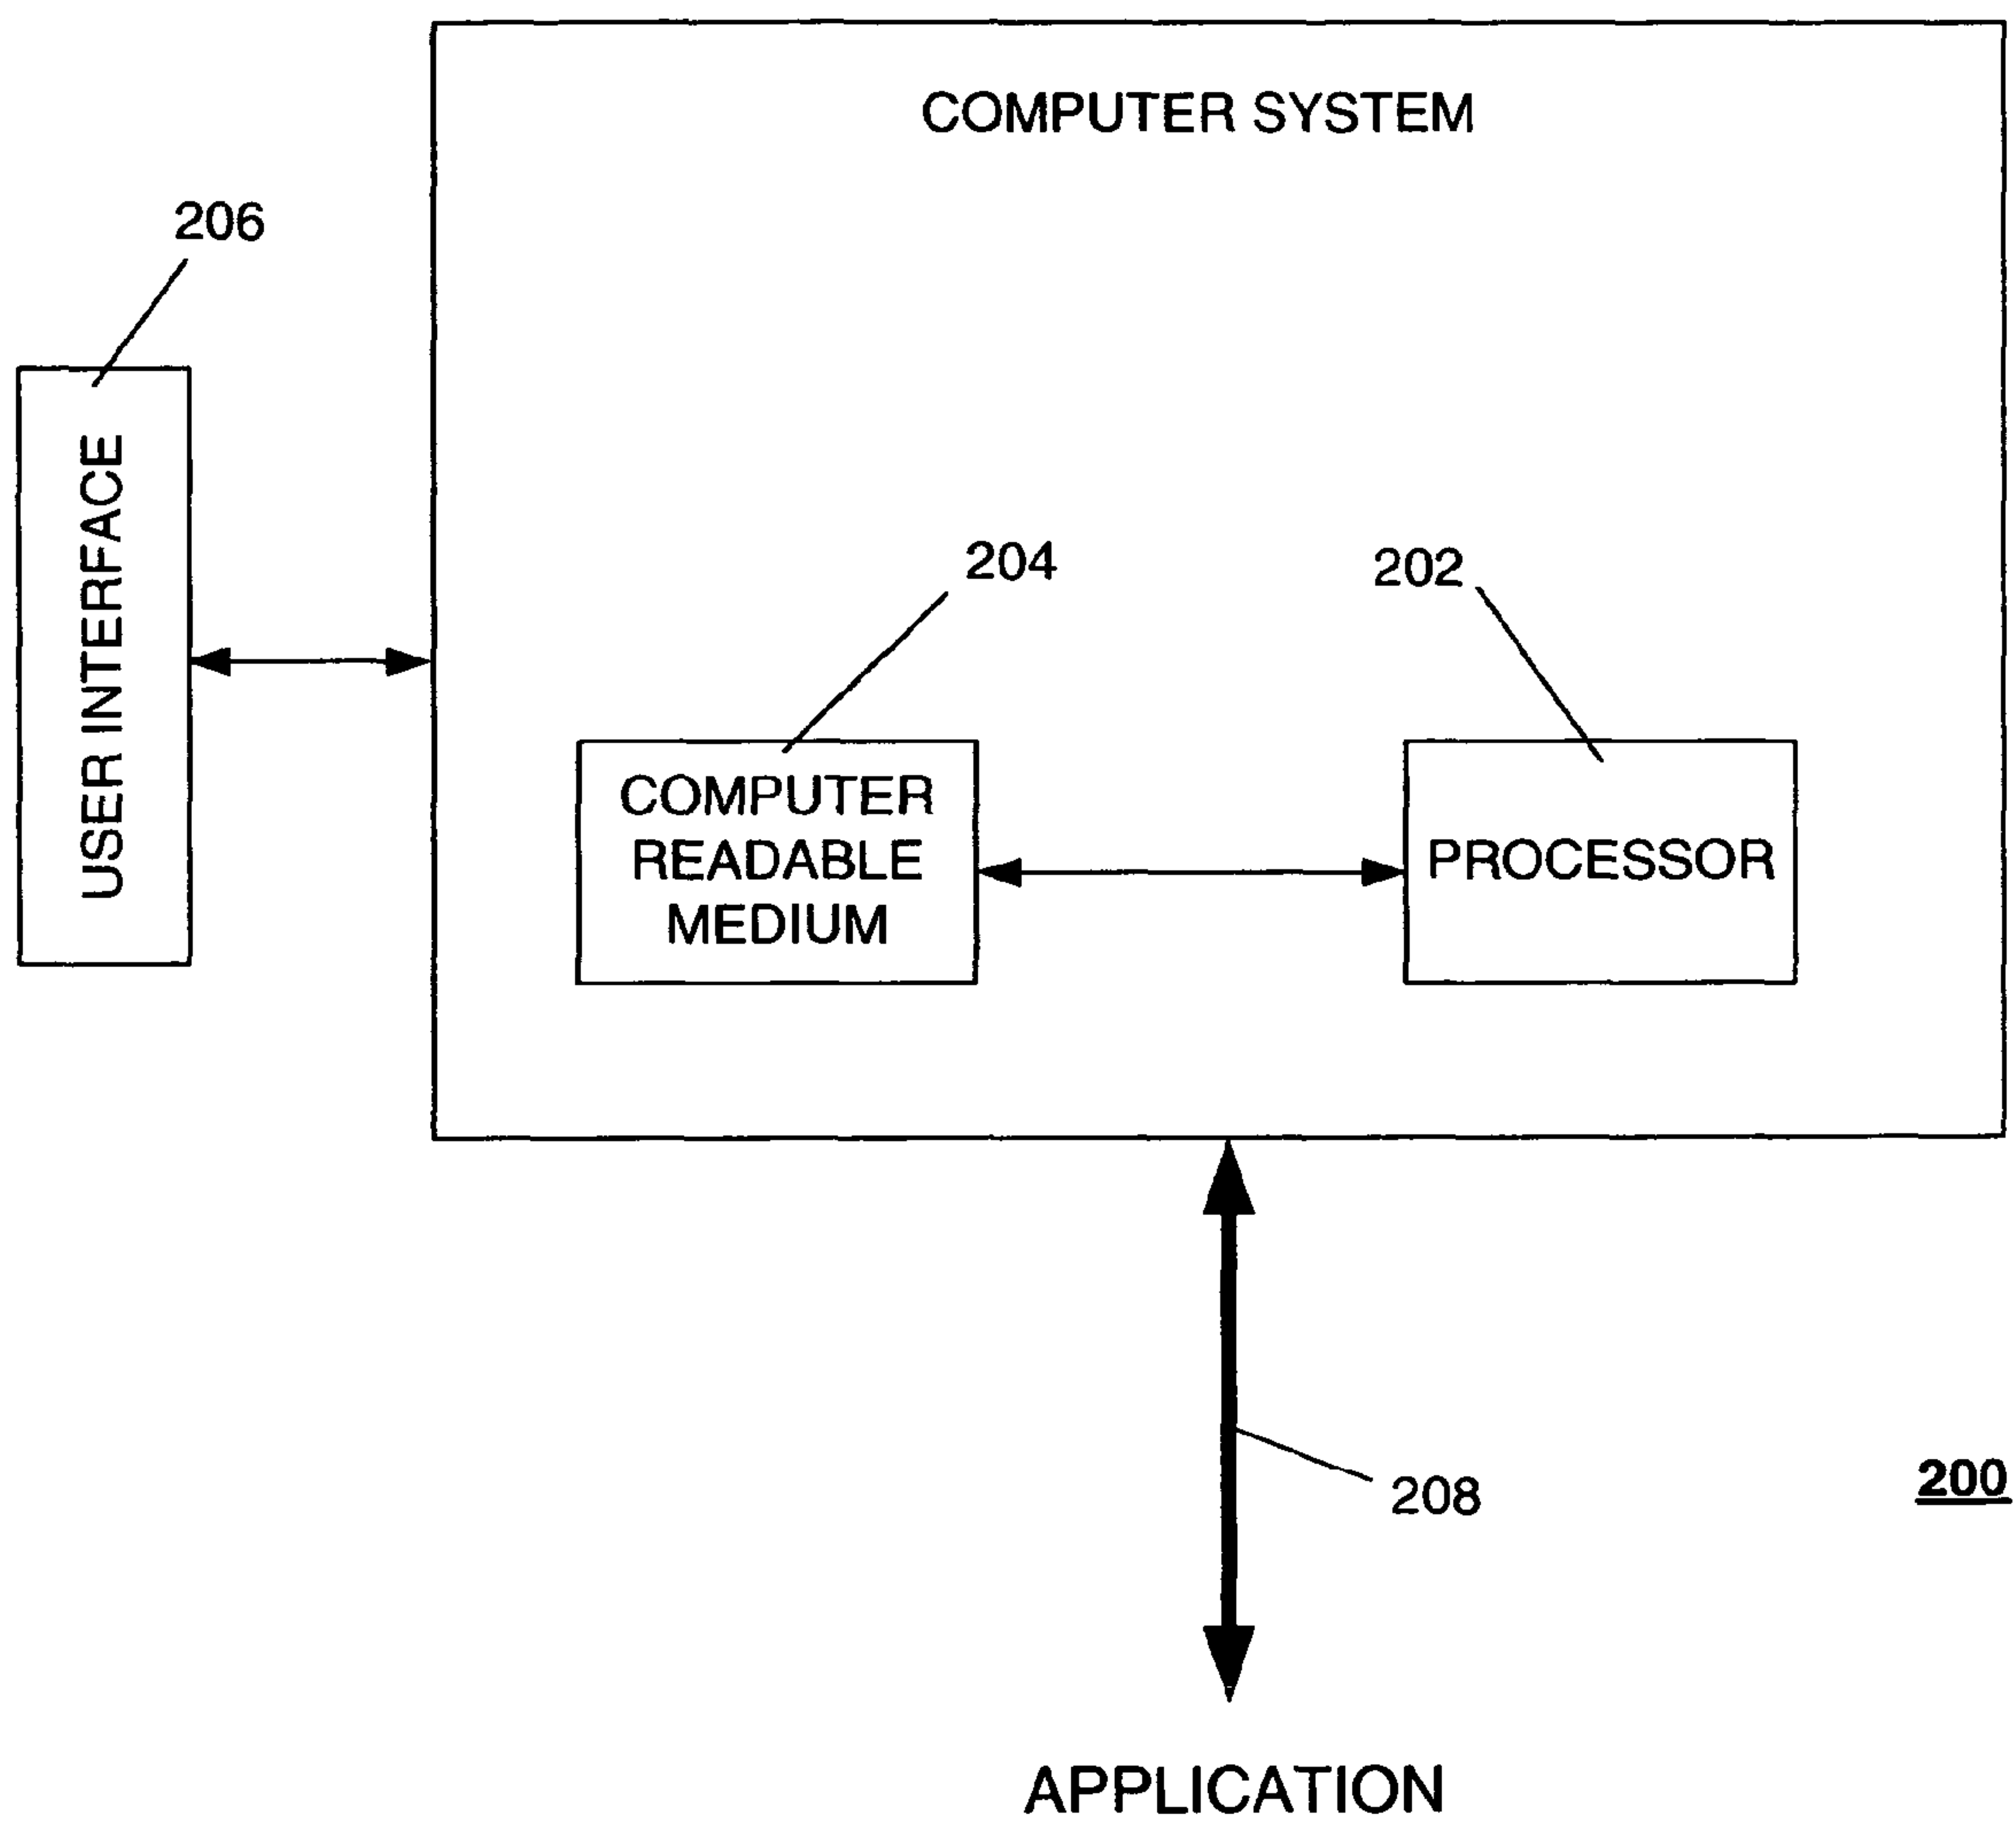 COMPUTER SYSTEM
206
USER INTERFACE
204
202
COMPUTER
READABLE
MEDIUM
PROCESSOR
208
200
APPLICATION